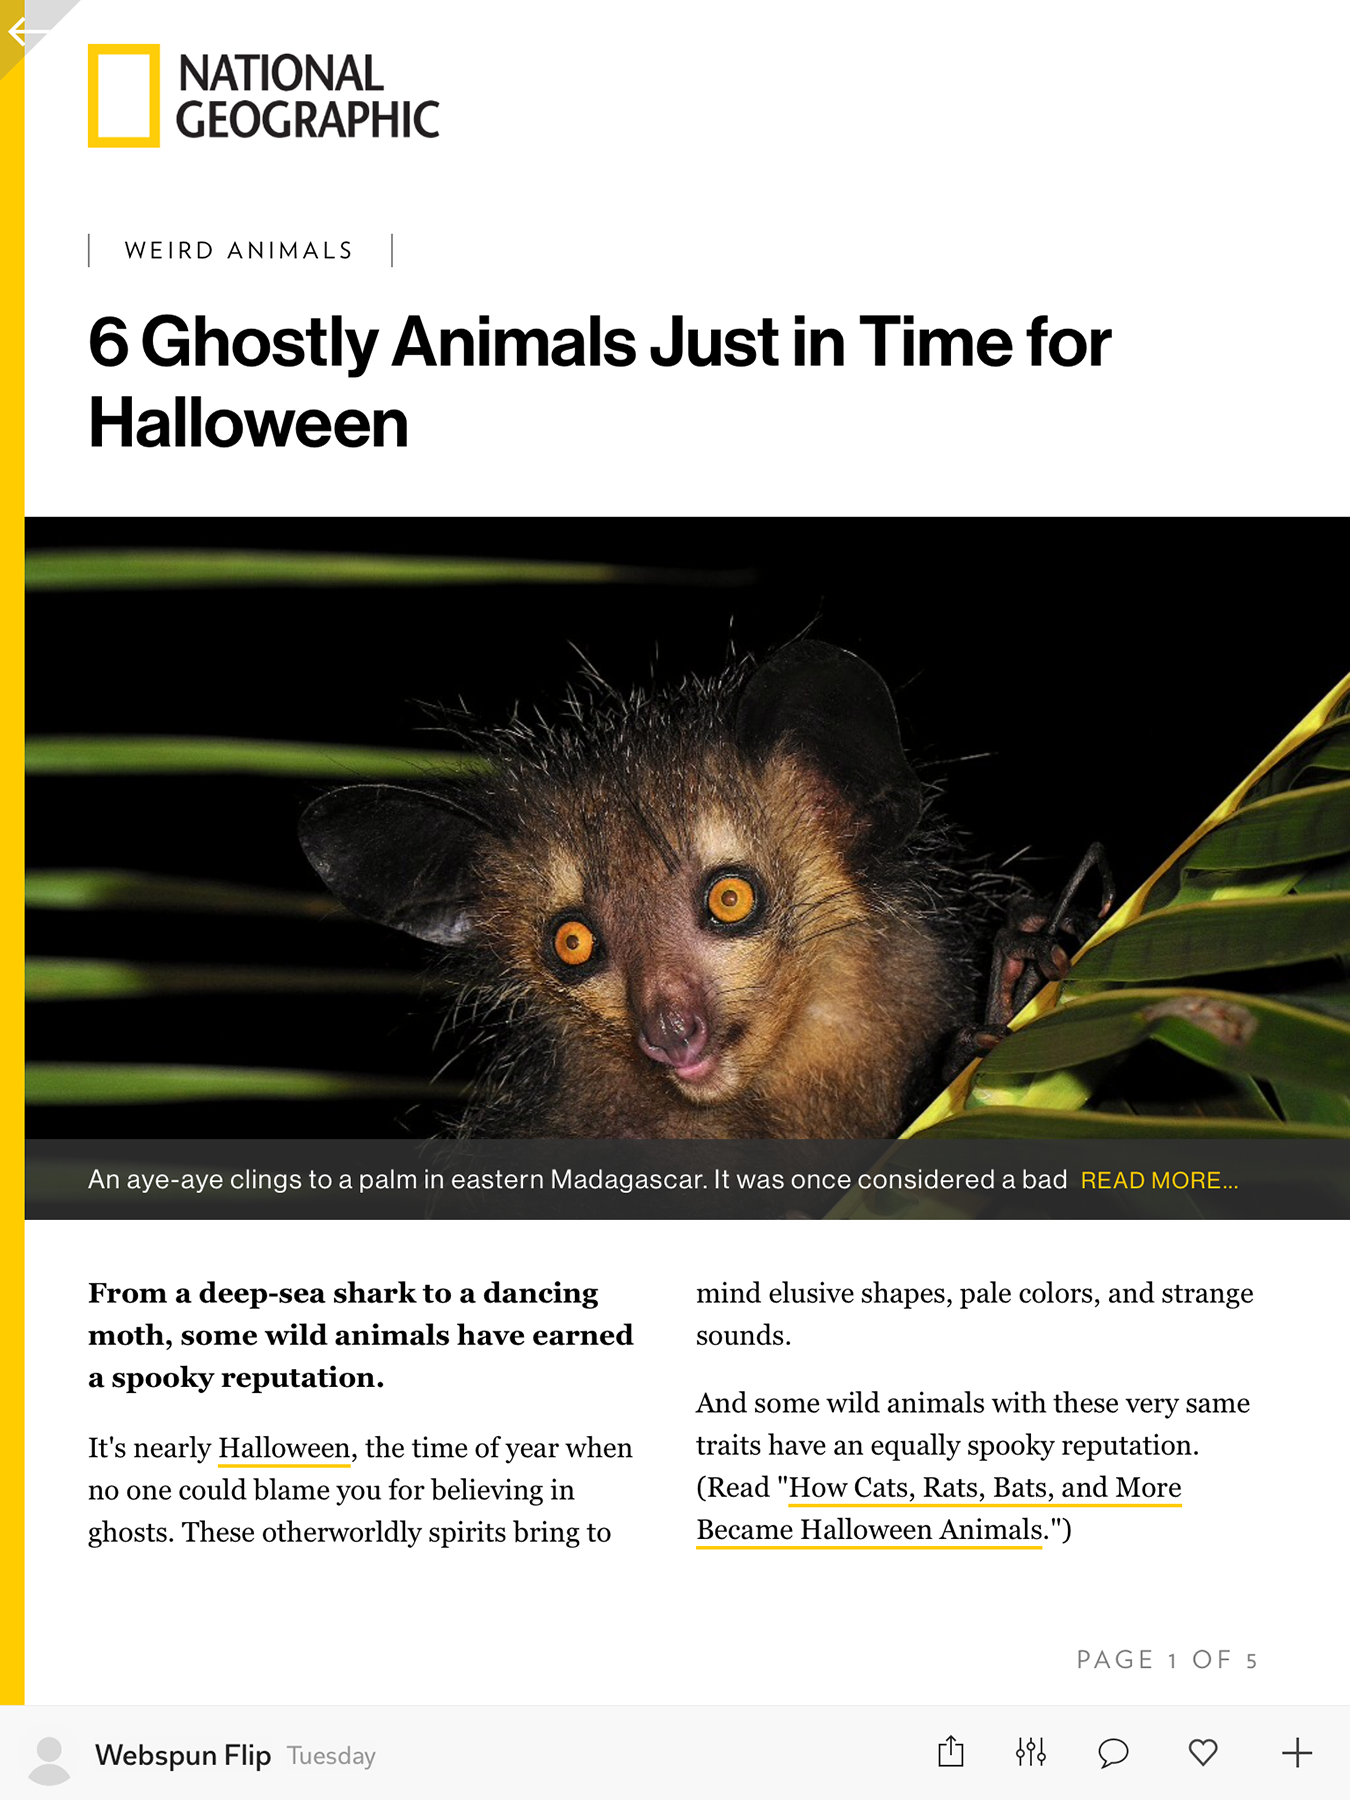 NATIONAL
GEOGRAPHIC
WEIRD ANIMALS
6 Ghostly Animals Just in Time for
Halloween
An aye-aye clings to a palm in eastern Madagascar. It was once considered a bad READ MORE...
From a deep-sea shark to a dancing
moth, some wild animals have earned
a spooky reputation.
It's nearly Halloween, the time of year when
no one could blame you for believing in
ghosts. These otherworldly spirits bring to
mind elusive shapes, pale colors, and strange
sounds.
And some wild animals with these very same
traits have an equally spooky reputation.
(Read "How Cats, Rats, Bats, and More
Became Halloween Animals.")
PAGE 1 OF 5
Webspun Flip Tuesday